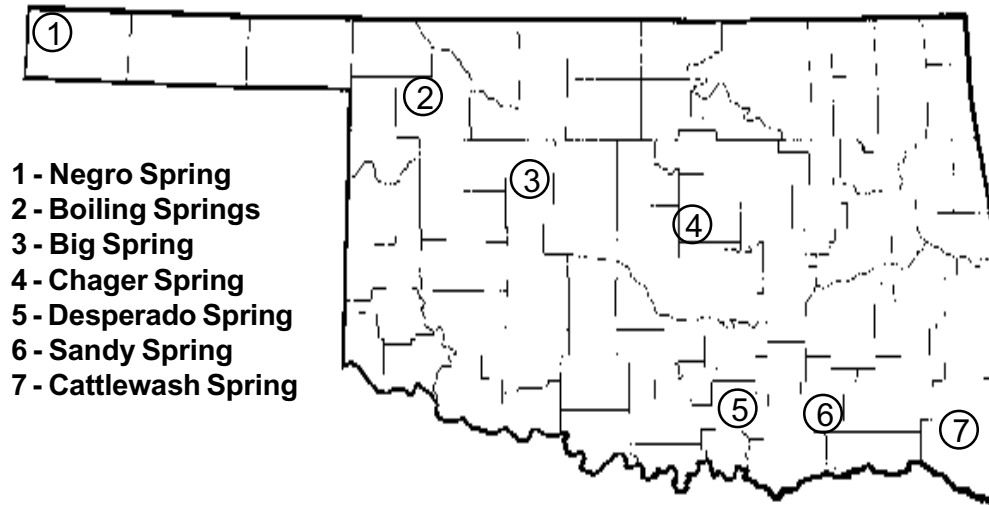 1
2
3
4
5
6
7
1 - Negro Spring
2 - Boiling Springs
3 - Big Spring
4 - Chager Spring
5 - Desperado Spring
6 - Sandy Spring
7 - Cattlewash Spring